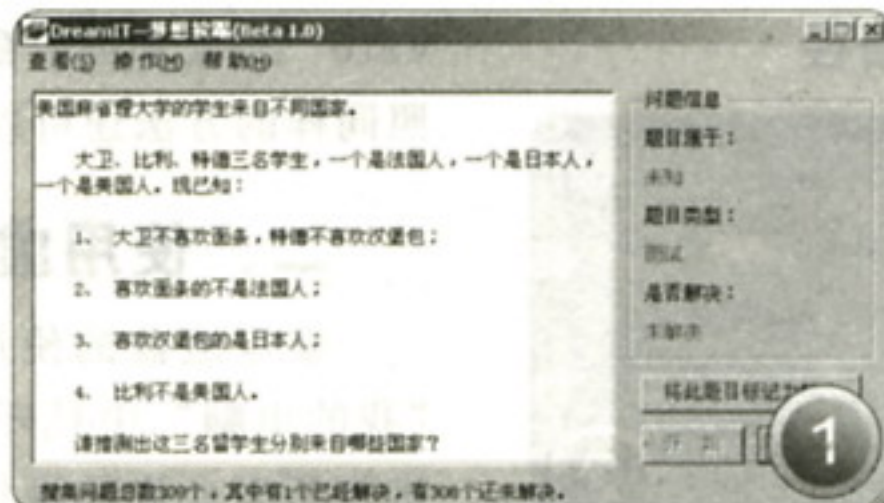 DreamIT—梦想挨踢(Beta 1.0)
查看(S) 操作(M) 帮助(H)
美国麻省理大学的学生来自不同国家。
大卫、比利、特德三名学生，一个是法国人，一个是日本人，
一个是美国人。现已知：
1、 大卫不喜欢面条，特德不喜欢汉堡包；
2、 喜欢面条的不是法国人；
3、 喜欢汉堡包的是日本人；
4、 比利不是美国人。
请推测出这三名留学生分别来自哪些国家？
问题信息
题目属于：
未知
题目类型：
测试
是否解决：
未解决
将此题目标记为
搜集问题总数309个，其中有1个已经解决，有308个还未解决。
1